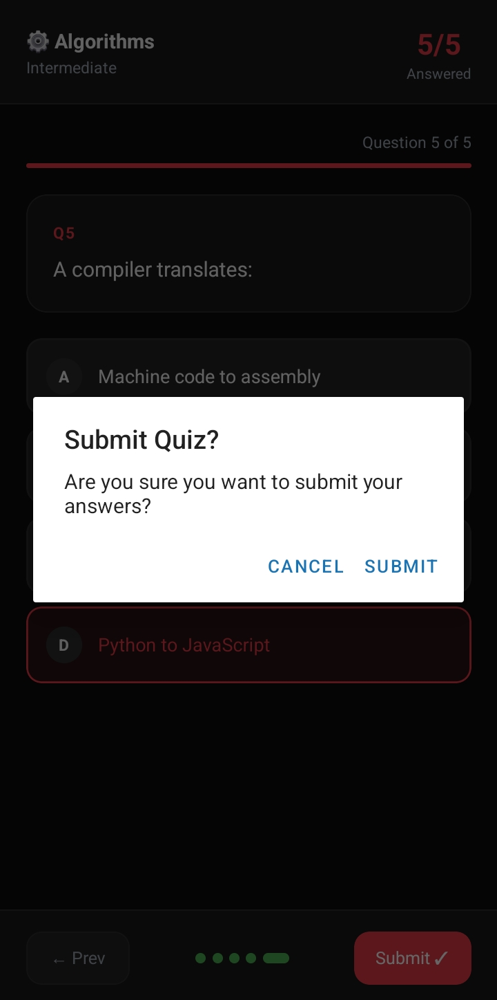 Algorithms
Intermediate
5/5
Answered
Question 5 of 5
Q5
A compiler translates:
A Machine code to assembly
Submit Quiz?
Are you sure you want to submit your
answers?
CANCEL SUBMIT
D Python to JavaScript
← Prev
Submit ✓